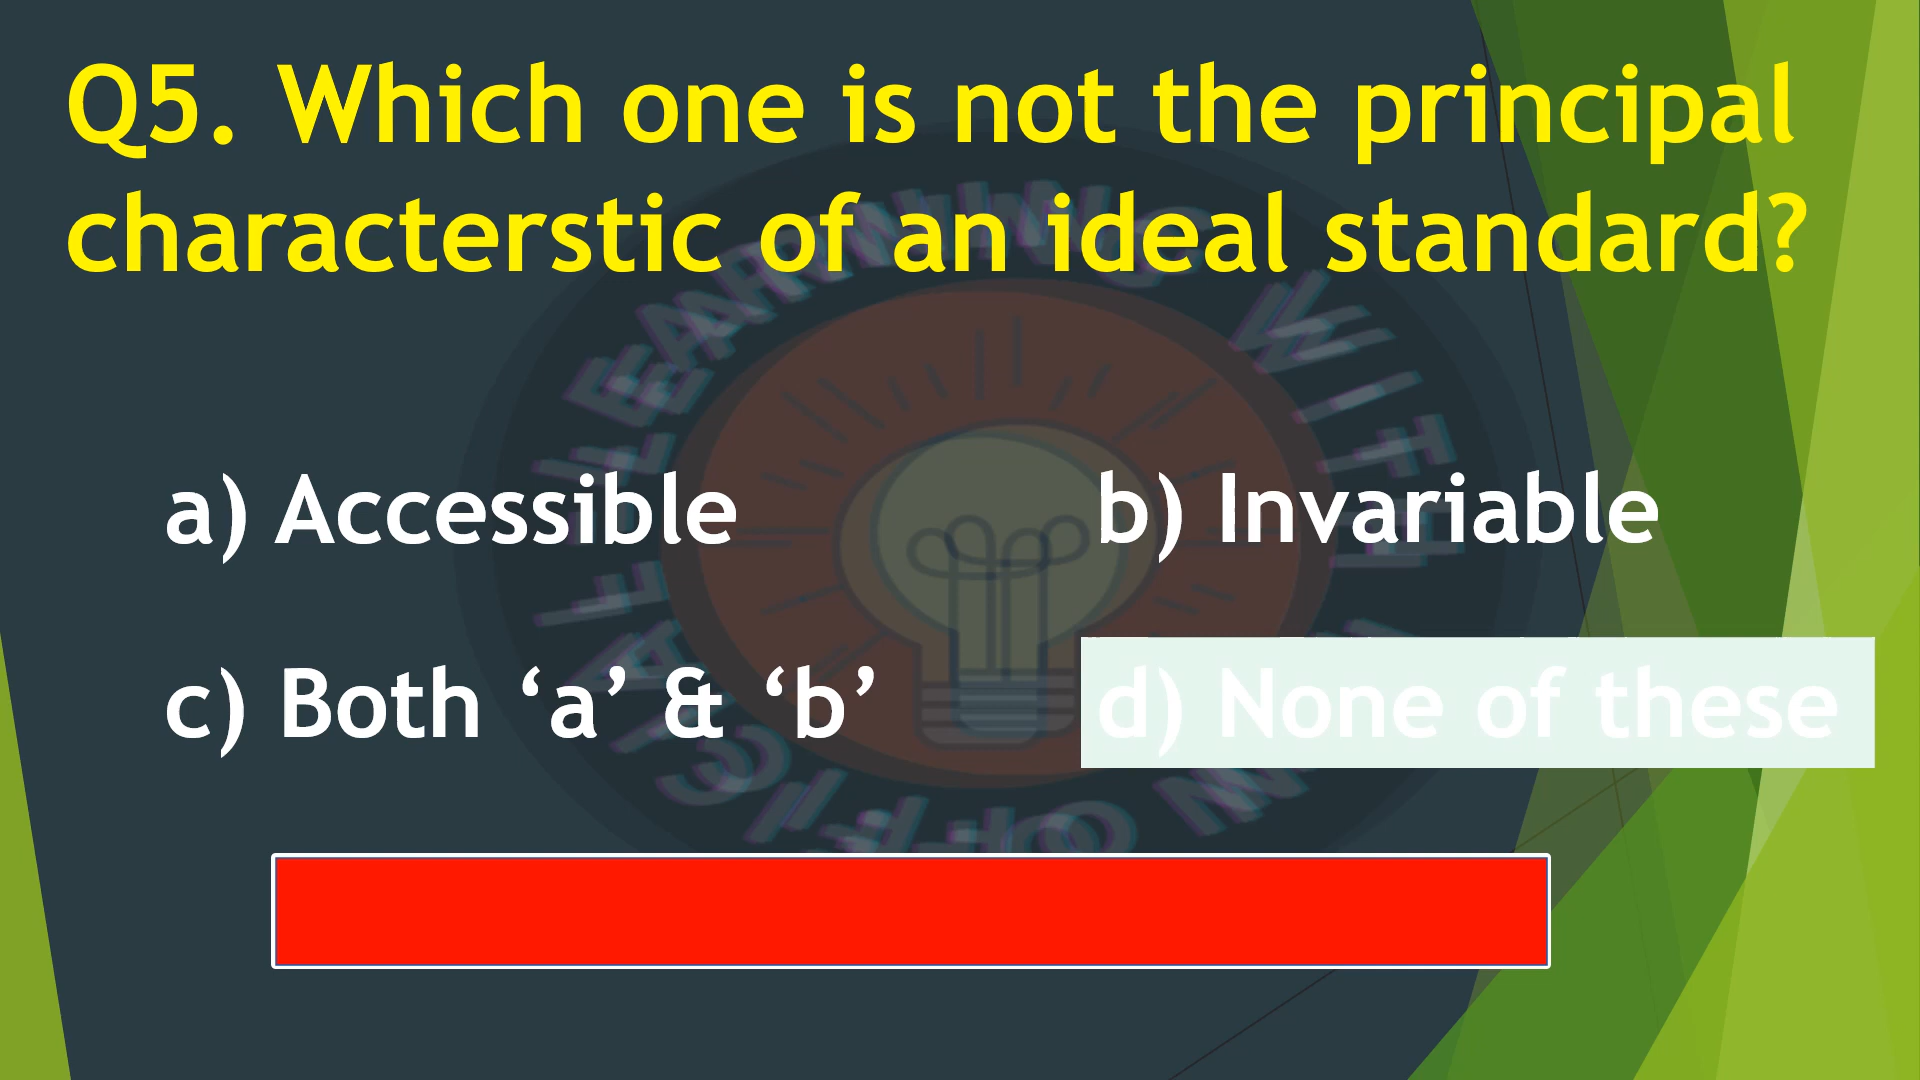 Q5. Which one is not the principal
characterstic of an ideal standard?
a) Accessible
b) Invariable
c) Both ‘a’ & ‘b’
d) None of these